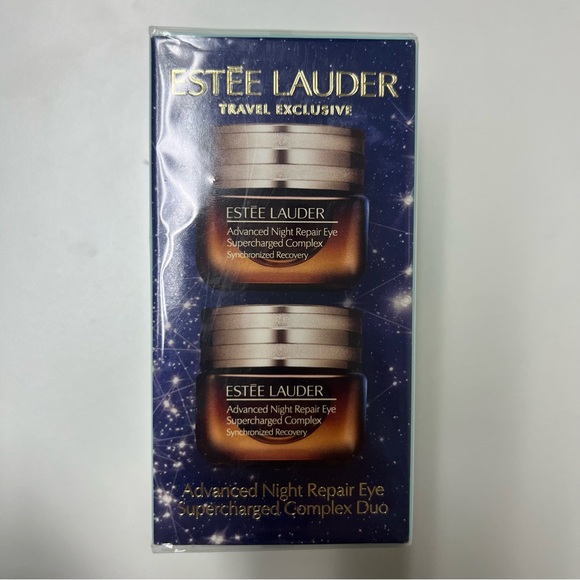 ESTĒE LAUDER
TRAVEL EXCLUSIVE
ESTĒE LAUDER
Advanced Night Repair Eye
Supercharged Complex
Synchronized Recovery
ESTĒE LAUDER
Advanced Night Repair Eye
Supercharged Complex
Synchronized Recovery
Advanced Night Repair Eye
Supercharged Complex Duo